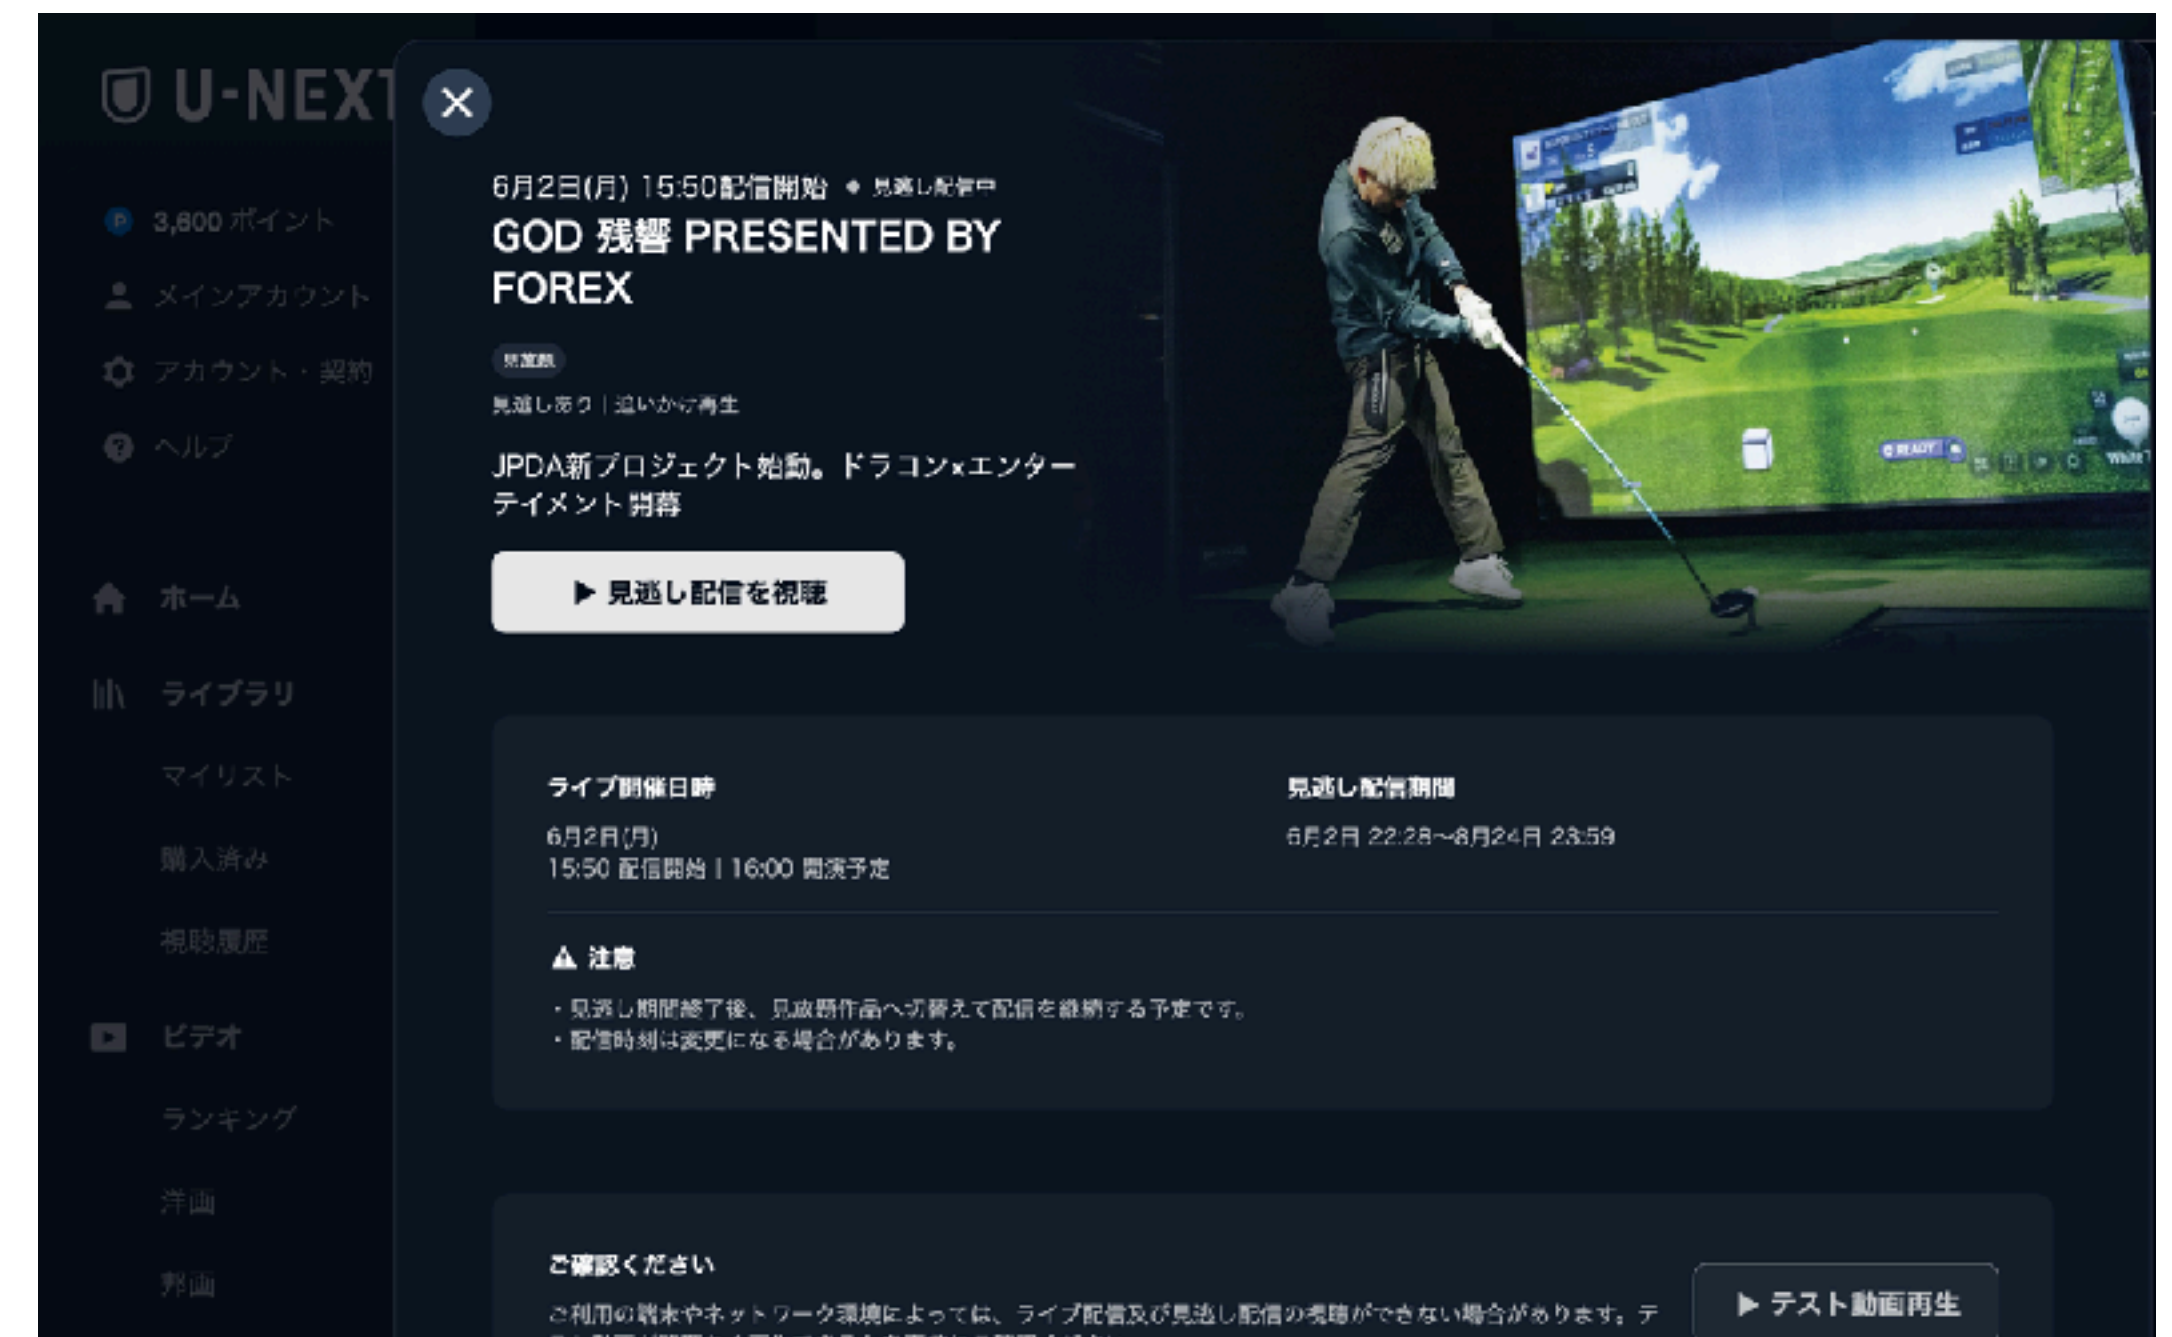 U-NEXT
3,600 ポイント
メインアカウント
アカウント・契約
ヘルプ
ホーム
ライブラリ
マイリスト
購入済み
視聴履歴
ビデオ
ランキング
洋画
邦画
6月2日(月) 15:50配信開始 ● 見逃し配信中
GOD 残響 PRESENTED BY
FOREX
見放題
見逃しあり | 追いかけ再生
JPDA新プロジェクト始動。ドラコン×エンター
テイメント開幕
▶ 見逃し配信を視聴
ライブ開催日時
6月2日(月)
15:50 配信開始 | 16:00 開演予定
見逃し配信期間
6月2日 22:28〜8月24日 23:59
注意
・見逃し期間終了後、見放題作品へ切替えて配信を継続する予定です。
・配信時刻は変更になる場合があります。
ご確認ください
ご利用の端末やネットワーク環境によっては、ライブ配信及び見逃し配信の視聴ができない場合があります。テ
▶ テスト動画再生
READY